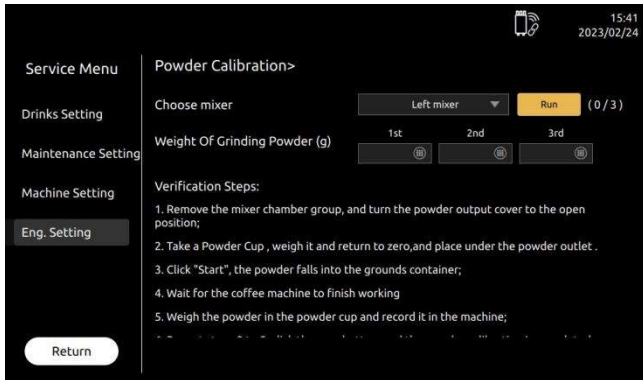 15:41
2023/02/24
Service Menu
Drinks Setting
Maintenance Setting
Machine Setting
Eng. Setting
Return
Powder Calibration>
Choose mixer
Left mixer
Run
(0/3)
Weight Of Grinding Powder (g)
1st 2nd 3rd
Verification Steps:
1. Remove the mixer chamber group, and turn the powder output cover to the open
position;
2. Take a Powder Cup , weigh it and return to zero,and place under the powder outlet .
3. Click "Start", the powder falls into the grounds container;
4. Wait for the coffee machine to finish working
5. Weigh the powder in the powder cup and record it in the machine;